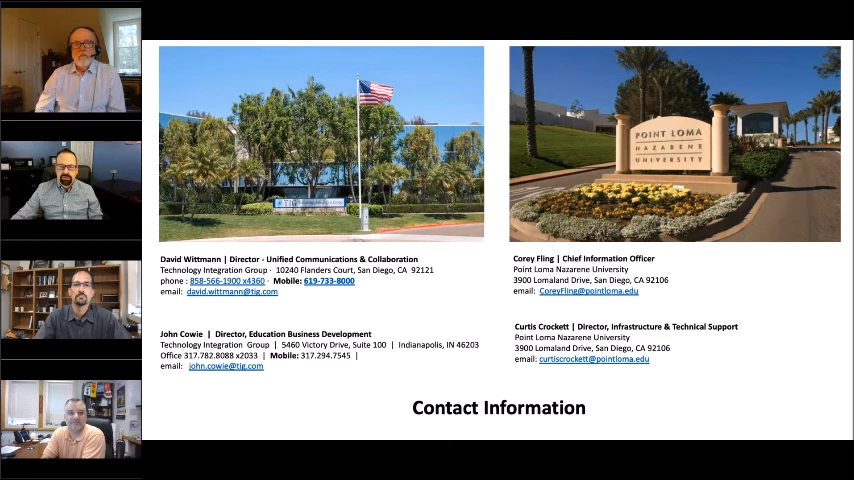 TIG
POINT LOMA
NAZARENE
UNIVERSITY
David Wittmann | Director - Unified Communications & Collaboration
Technology Integration Group · 10240 Flanders Court, San Diego, CA 92121
phone : 858-566-1900 x4360 · Mobile: 619-733-8000
email: david.wittmann@tig.com
John Cowie | Director, Education Business Development
Technology Integration Group | 5460 Victory Drive, Suite 100 | Indianapolis, IN 46203
Office 317.782.8088 x2033 | Mobile: 317.294.7545 |
email: john.cowie@tig.com
Corey Fling | Chief Information Officer
Point Loma Nazarene University
3900 Lomaland Drive, San Diego, CA 92106
email: CoreyFling@pointloma.edu
Curtis Crockett | Director, Infrastructure & Technical Support
Point Loma Nazarene University
3900 Lomaland Drive, San Diego, CA 92106
email: curtiscrockett@pointloma.edu
Contact Information